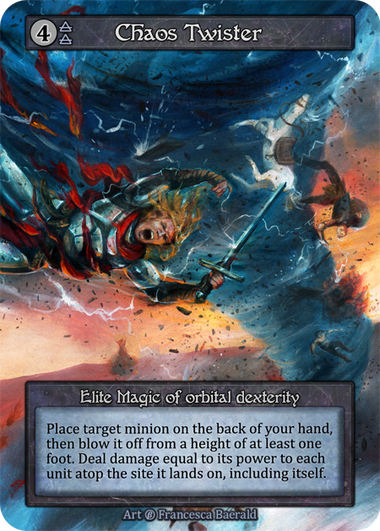 4 Chaos Twister
Elite Magic of orbital dexterity
Place target minion on the back of your hand,
then blow it off from a height of at least one
foot. Deal damage equal to its power to each
unit atop the site it lands on, including itself.
Art @ Francesca Baerald